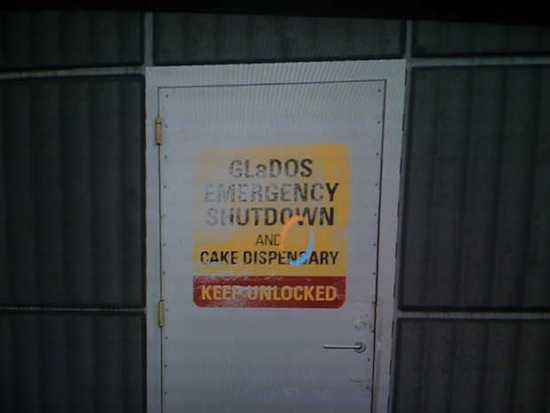 GLaDOS
EMERGENCY
SHUTDOWN
AND
CAKE DISPENSARY
KEEP UNLOCKED